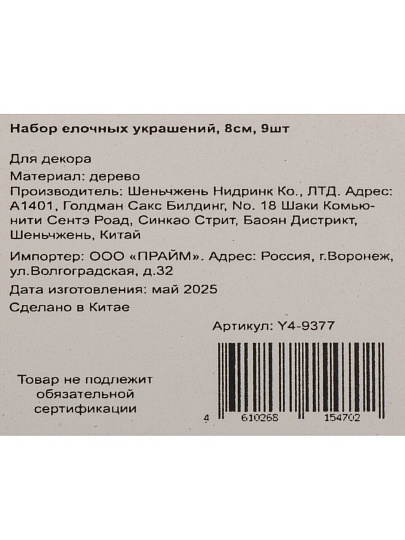 Набор елочных украшений, 8см, 9шт
Для декора
Материал: дерево
Производитель: Шеньчжень Нидринк Ко., ЛТД. Адрес:
А1401, Голдман Сакс Билдинг, No. 18 Шаки Комью-
нити Сентэ Роад, Синкао Стрит, Баоян Дистрикт,
Шеньчжень, Китай
Импортер: ООО «ПРАЙМ». Адрес: Россия, г.Воронеж,
ул.Волгоградская, д.32
Дата изготовления: май 2025
Сделано в Китае
Артикул: Y4-9377
Товар не подлежит
обязательной
сертификации
4 610268 154702